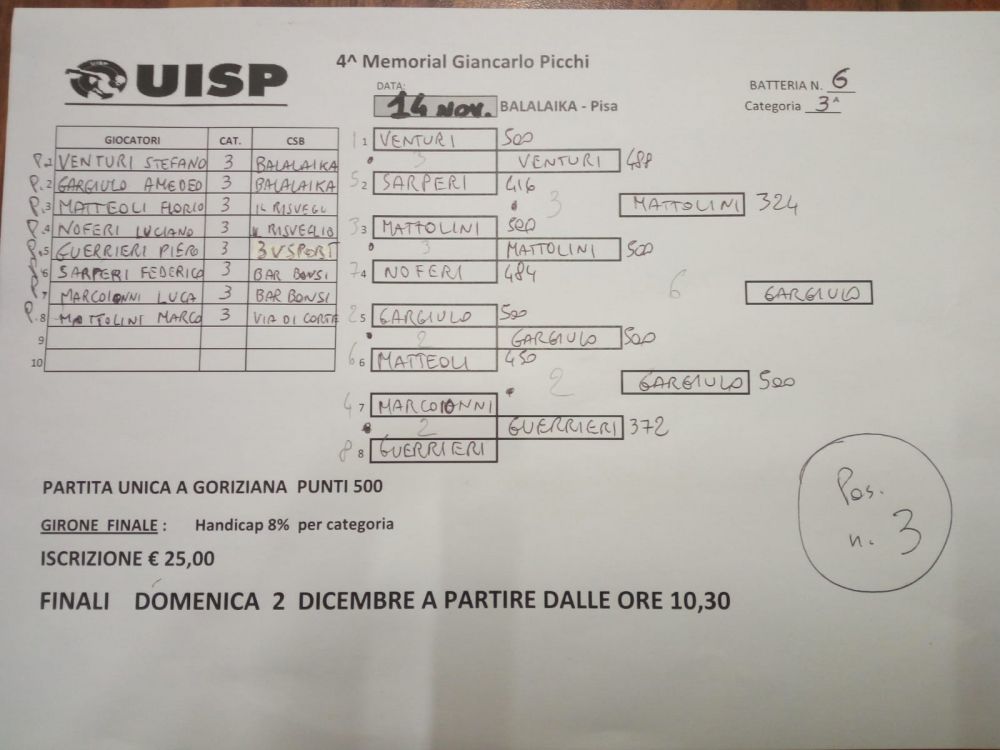 UISP
4^ Memorial Giancarlo Picchi
DATA: 14 NOV. BALALAIKA - Pisa
BATTERIA N. 6
Categoria 3^
GIOCATORI CAT. CSB
P.1 VENTURI STEFANO 3 BALALAIKA
P.2 GARGIULO AMEDEO 3 BALALAIKA
P.3 MATTEOLI FLORIO 3 IL RISVEGL
P.4 NOFERI LUCIANO 3 IL RISVEGLIO
P.5 GUERRIERI PIERO 3 3VSPORT
P.6 SARPERI FEDERICO 3 BAR BONSI
P.7 MARCOIONNI LUCA 3 BAR BONSI
P.8 MATTOLINI MARCO 3 VIA DI CORTE
9
10
1 1 VENTURI 500
3 VENTURI 488
5 2 SARPERI 416
3 MATTOLINI 324
3 3 MATTOLINI 500
3 MATTOLINI 500
7 4 NOFERI 484
6 GARGIULO
2 5 GARGIULO 500
2 GARGIULO 500
6 6 MATTEOLI 450
2 GARGIULO 500
4 7 MARCOIONNI
2 GUERRIERI 372
8 8 GUERRIERI
PARTITA UNICA A GORIZIANA PUNTI 500
GIRONE FINALE : Handicap 8% per categoria
ISCRIZIONE € 25,00
FINALI DOMENICA 2 DICEMBRE A PARTIRE DALLE ORE 10,30
Pos.
n. 3